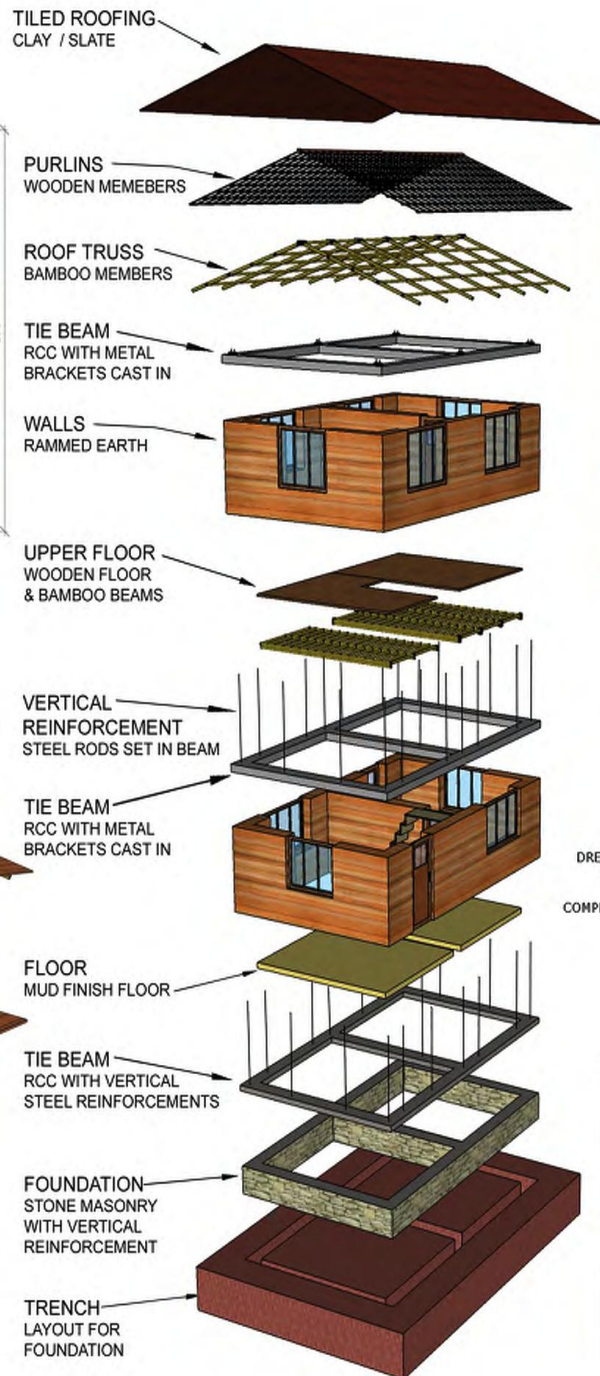 TILED ROOFING
CLAY / SLATE
PURLINS
WOODEN MEMEBERS
ROOF TRUSS
BAMBOO MEMBERS
TIE BEAM
RCC WITH METAL
BRACKETS CAST IN
WALLS
RAMMED EARTH
UPPER FLOOR
WOODEN FLOOR
& BAMBOO BEAMS
VERTICAL
REINFORCEMENT
STEEL RODS SET IN BEAM
TIE BEAM
RCC WITH METAL
BRACKETS CAST IN
DRE
COMP
FLOOR
MUD FINISH FLOOR
TIE BEAM
RCC WITH VERTICAL
STEEL REINFORCEMENTS
FOUNDATION
STONE MASONRY
WITH VERTICAL
REINFORCEMENT
TRENCH
LAYOUT FOR
FOUNDATION